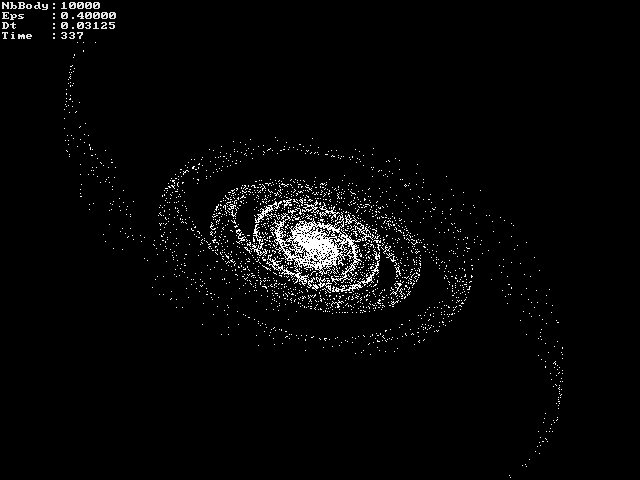 NbBody:10000
Eps   :0.40000
Dt    :0.03125
Time  :337